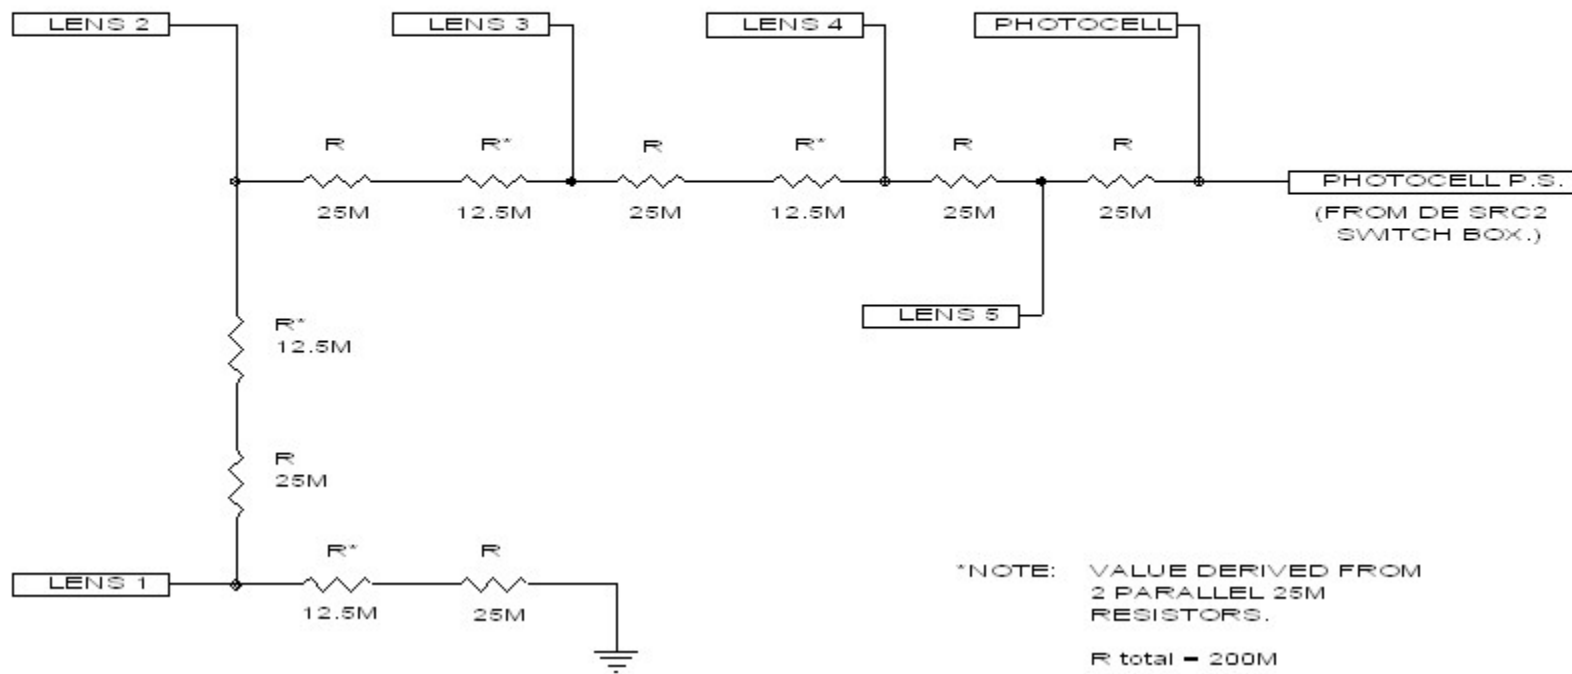 LENS 2
LENS 3
LENS 4
PHOTOCELL
R
R*
R
R*
R
R
PHOTOCELL P.S.
25M
12.5M
25M
12.5M
25M
25M
(FROM DE SRC2
SWITCH BOX.)
LENS 5
R*
12.5M
R
25M
R*
R
LENS 1
12.5M
25M
*NOTE: VALUE DERIVED FROM
2 PARALLEL 25M
RESISTORS.
R total = 200M